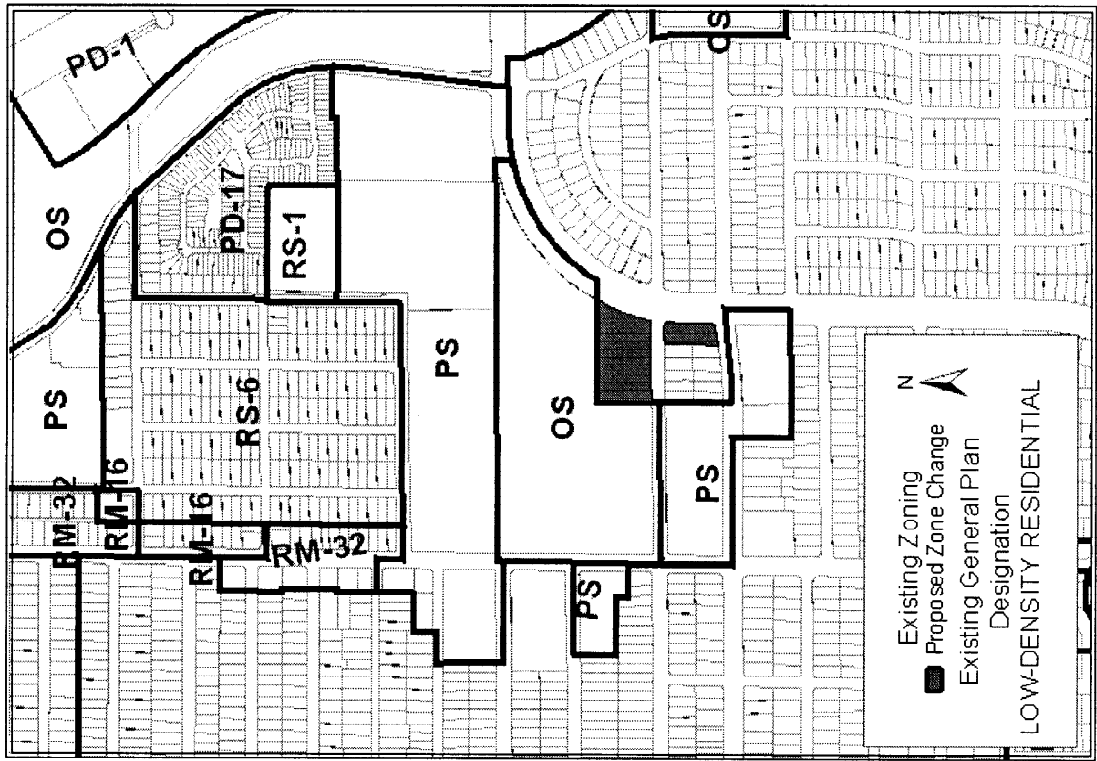 PD-1
OS
OS
PS
PD-17
RS-1
RM-32
RM-16
RS-6
RM-16
RM-32
PS
OS
PS
PS
Existing Zoning
Proposed Zone Change
Existing General Plan
Designation
LOW-DENSITY RESIDENTIAL
N